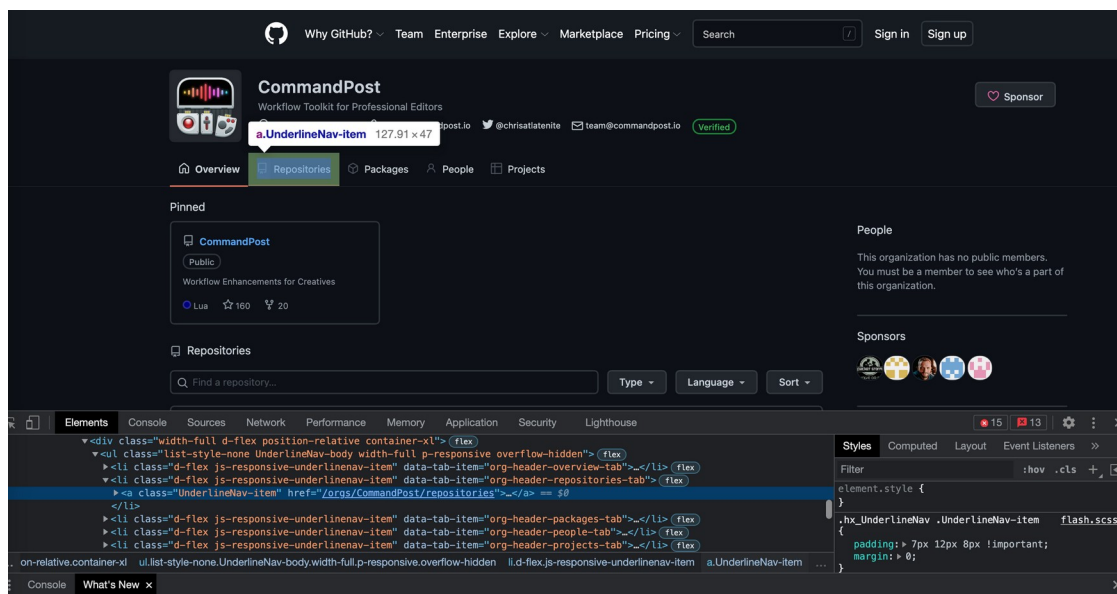 Why GitHub? Team Enterprise Explore Marketplace Pricing Search / Sign in Sign up
CommandPost
Workflow Toolkit for Professional Editors
dpost.io @chrisatlatenite team@commandpost.io Verified
Sponsor
a.UnderlineNav-item 127.91 × 47
Overview Repositories Packages People Projects
Pinned
CommandPost
Public
Workflow Enhancements for Creatives
Lua 160 20
People
This organization has no public members.
You must be a member to see who's a part of
this organization.
Sponsors
Repositories
Find a repository... Type Language Sort
Elements Console Sources Network Performance Memory Application Security Lighthouse 15 13
<div class="width-full d-flex position-relative container-xl"> flex
<ul class="list-style-none UnderlineNav-body width-full p-responsive overflow-hidden"> flex
<li class="d-flex js-responsive-underlinenav-item" data-tab-item="org-header-overview-tab">…</li> flex
<li class="d-flex js-responsive-underlinenav-item" data-tab-item="org-header-repositories-tab"> flex
<a class="UnderlineNav-item" href="/orgs/CommandPost/repositories">…</a> == $0
</li>
<li class="d-flex js-responsive-underlinenav-item" data-tab-item="org-header-packages-tab">…</li> flex
<li class="d-flex js-responsive-underlinenav-item" data-tab-item="org-header-people-tab">…</li> flex
<li class="d-flex js-responsive-underlinenav-item" data-tab-item="org-header-projects-tab">…</li> flex
... on-relative.container-xl ul.list-style-none.UnderlineNav-body.width-full.p-responsive.overflow-hidden li.d-flex.js-responsive-underlinenav-item a.UnderlineNav-item ...
Styles Computed Layout Event Listeners »
Filter :hov .cls +
element.style {
}
.hx_UnderlineNav .UnderlineNav-item flash.scss
{
padding: 7px 12px 8px !important;
margin: 0;
}
Console What's New ×